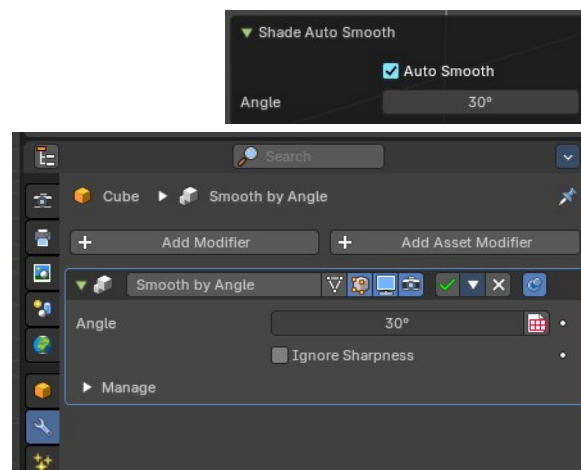 Shade Auto Smooth
Auto Smooth
Angle 30°
Search
Cube Smooth by Angle
+ Add Modifier + Add Asset Modifier
Smooth by Angle
Angle 30°
Ignore Sharpness
Manage